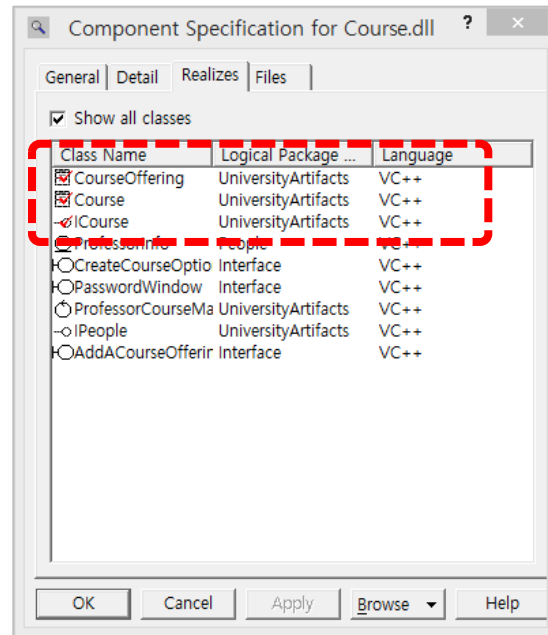 Component Specification for Course.dll ? ×
General Detail Realizes Files
Show all classes
Class Name Logical Package ... Language
CourseOffering UniversityArtifacts VC++
Course UniversityArtifacts VC++
ICourse UniversityArtifacts VC++
ProfessorInfo People VC++
CreateCourseOptio Interface VC++
PasswordWindow Interface VC++
ProfessorCourseMa UniversityArtifacts VC++
IPeople UniversityArtifacts VC++
AddACourseOfferir Interface VC++
OK Cancel Apply Browse Help